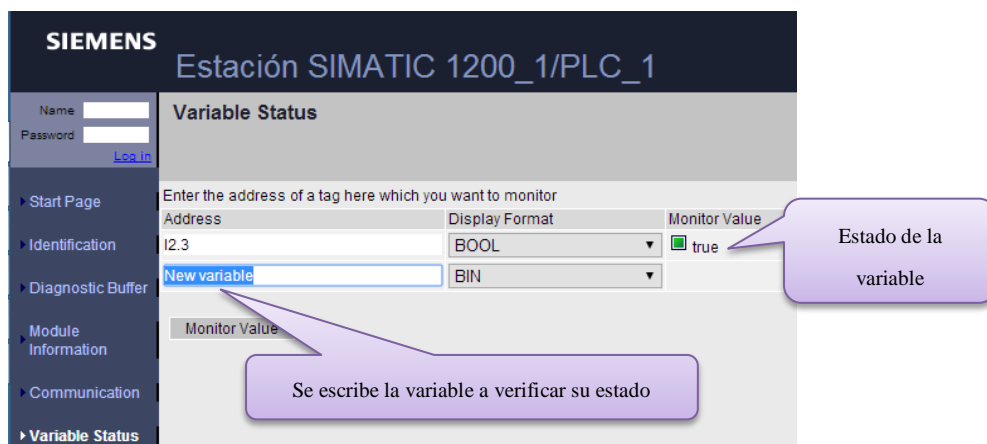 SIEMENS
Estación SIMATIC 1200_1/PLC_1
Name
Password
Log in
Variable Status
Start Page
Identification
Diagnostic Buffer
Module
Information
Communication
Variable Status
Enter the address of a tag here which you want to monitor
Address Display Format Monitor Value
I2.3 BOOL true
New variable BIN
Monitor Value
Estado de la
variable
Se escribe la variable a verificar su estado